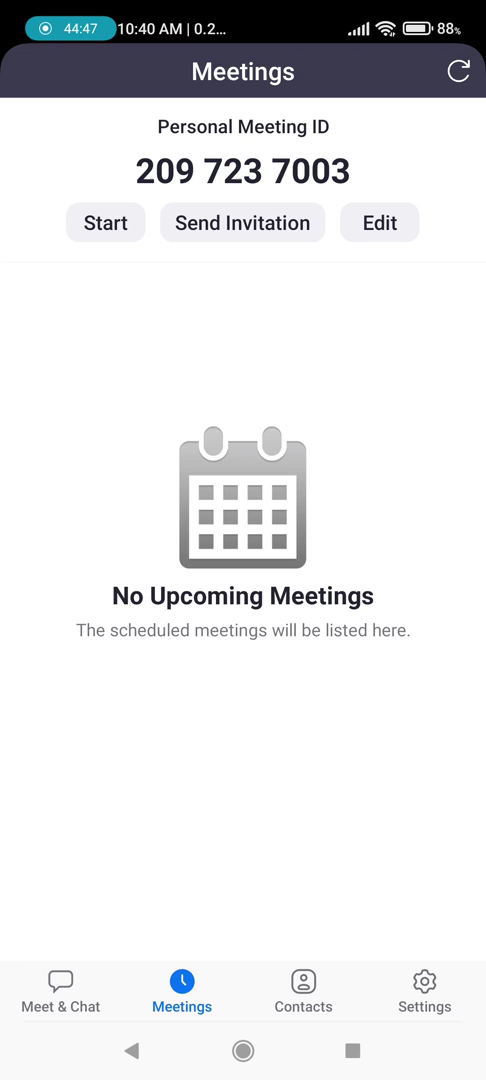 44:47 10:40 AM | 0.2... 88%
Meetings
Personal Meeting ID
209 723 7003
Start Send Invitation Edit
No Upcoming Meetings
The scheduled meetings will be listed here.
Meet & Chat Meetings Contacts Settings